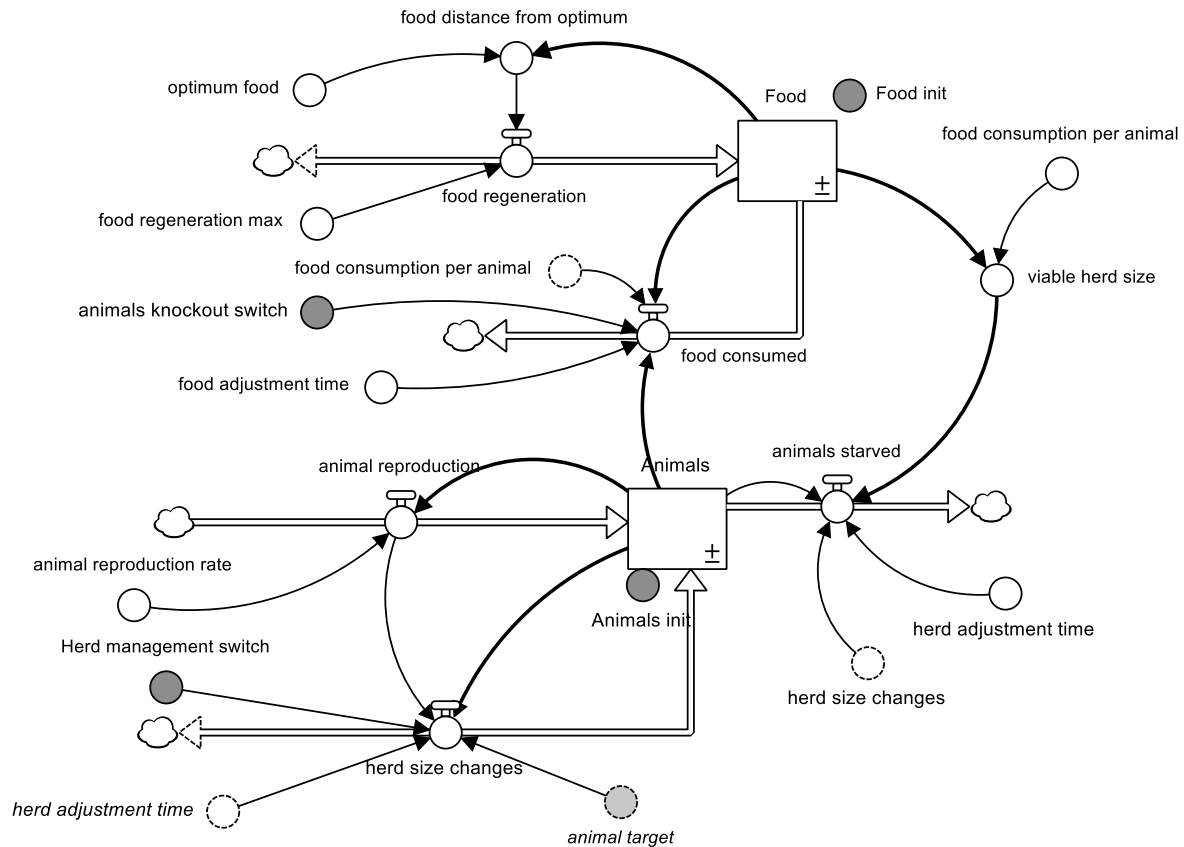 food distance from optimum
optimum food
Food
Food init
food consumption per animal
food regeneration
food regeneration max
food consumption per animal
viable herd size
animals knockout switch
food consumed
food adjustment time
animals starved
animal reproduction
Animals
animal reproduction rate
Animals init
herd adjustment time
Herd management switch
herd size changes
herd size changes
herd adjustment time
animal target